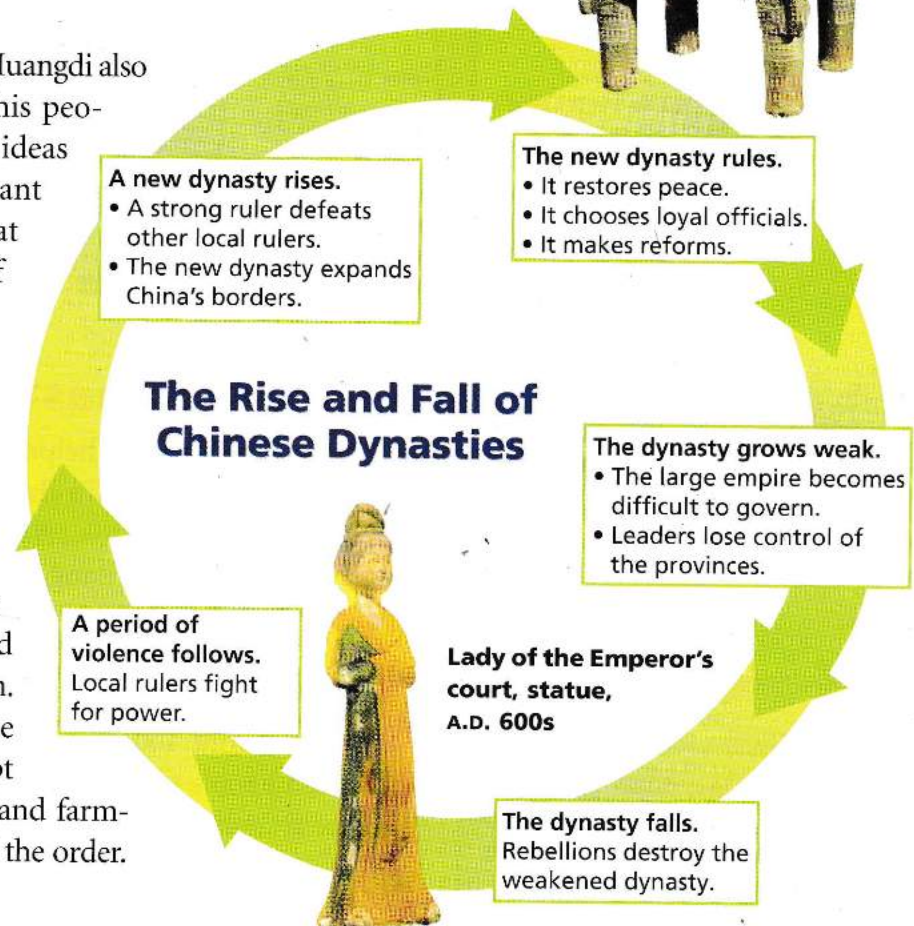 Huangdi also
his peo-
ideas
ant
at
f
d
n.
e
ot
and farm-
the order.
A new dynasty rises.
• A strong ruler defeats
other local rulers.
• The new dynasty expands
China's borders.
The new dynasty rules.
• It restores peace.
• It chooses loyal officials.
• It makes reforms.
The Rise and Fall of
Chinese Dynasties
The dynasty grows weak.
• The large empire becomes
difficult to govern.
• Leaders lose control of
the provinces.
A period of
violence follows.
Local rulers fight
for power.
Lady of the Emperor's
court, statue,
A.D. 600s
The dynasty falls.
Rebellions destroy the
weakened dynasty.